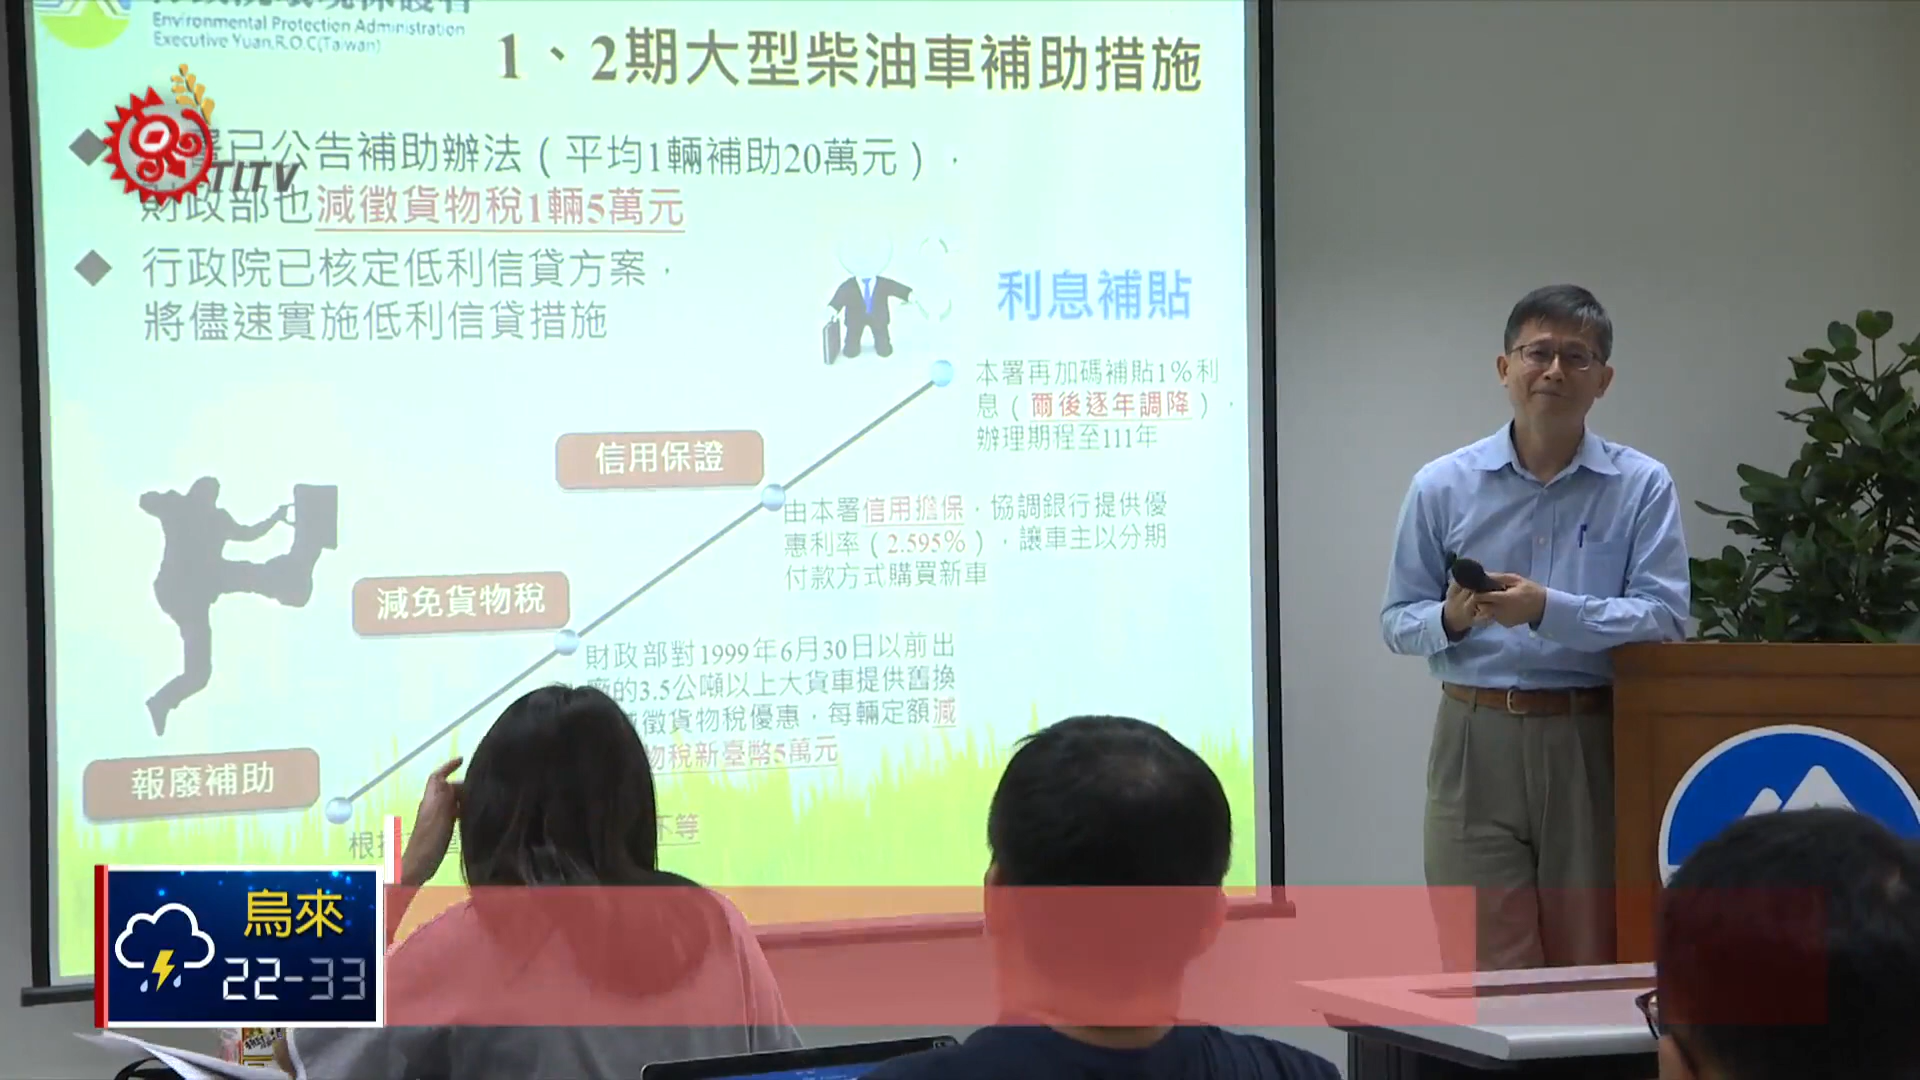 Environmental Protection Administration
Executive Yuan,R.O.C(Taiwan)
1、2期大型柴油車補助措施
已公告補助辦法（平均1輛補助20萬元），
TITV
財政部也減徵貨物稅1輛5萬元
行政院已核定低利信貸方案，
將儘速實施低利信貸措施
利息補貼
本署再加碼補貼1%利
息（爾後逐年調降），
辦理期程至111年
信用保證
由本署信用擔保，協調銀行提供優
惠利率（2.595%），讓車主以分期
付款方式購買新車
減免貨物稅
財政部對1999年6月30日以前出
廠的3.5公噸以上大貨車提供舊換
徵貨物稅優惠，每輛定額減
物稅新臺幣5萬元
報廢補助
根
不等
烏來
22-33